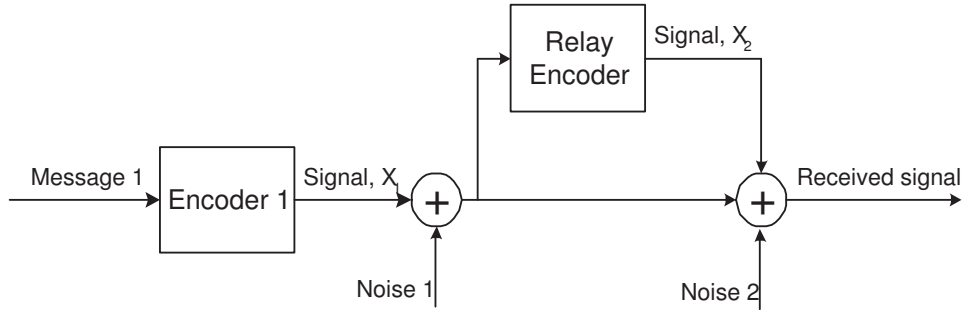 Relay
Encoder
Signal, X2
Message 1
Encoder 1
Signal, X1
Received signal
Noise 1
Noise 2